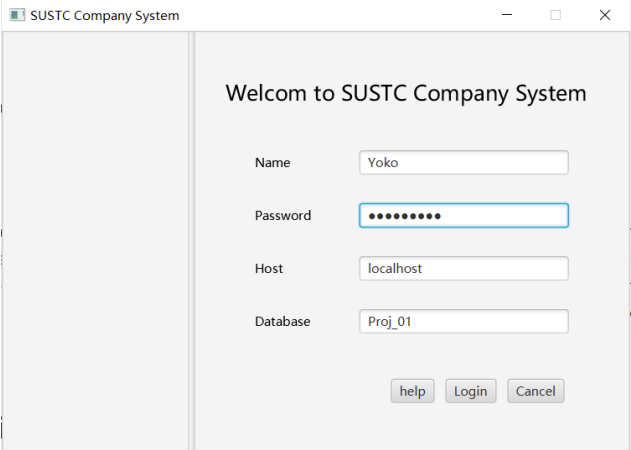 SUSTC Company System
Welcom to SUSTC Company System
Name Yoko
Password ●●●●●●●●●
Host localhost
Database Proj_01
help Login Cancel